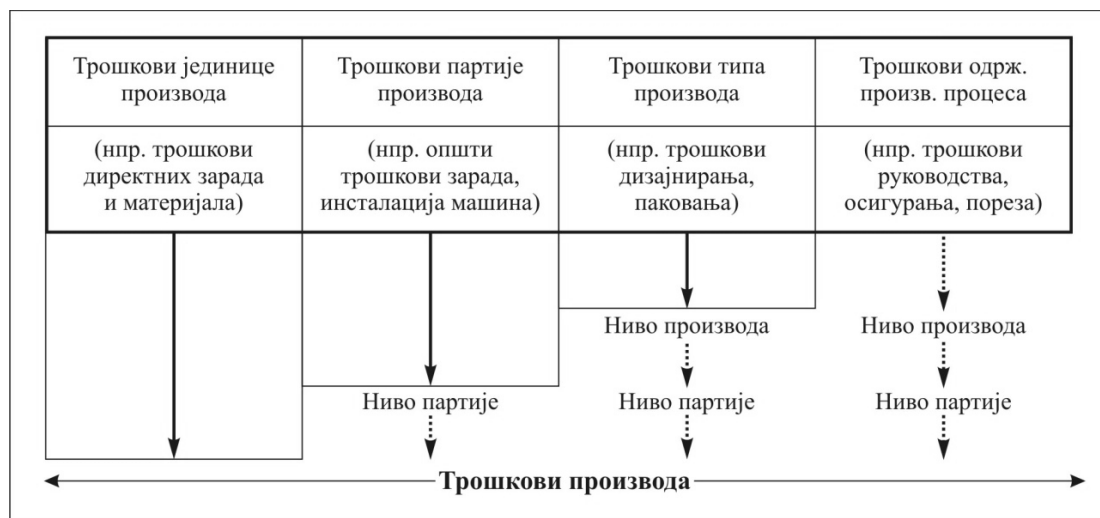 Трошкови јединице
производа
Трошкови партије
производа
Трошкови типа
производа
Трошкови одрж.
произв. процеса
(нпр. трошкови
директних зарада
и материјала)
(нпр. општи
трошкови зарада,
инсталација машина)
(нпр. трошкови
дизајнирања,
паковања)
(нпр. трошкови
руководства,
осигурања, пореза)
Ниво производа
Ниво производа
Ниво партије
Ниво партије
Ниво партије
Трошкови производа